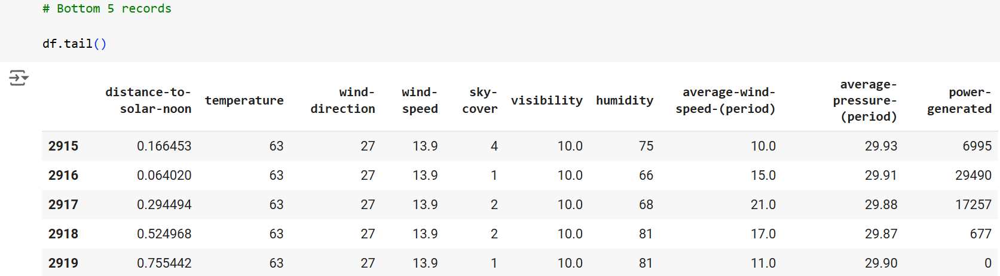 # Bottom 5 records
df.tail()
distance-to-solar-noon temperature wind-direction wind-speed sky-cover visibility humidity average-wind-speed-(period) average-pressure-(period) power-generated
2915 0.166453 63 27 13.9 4 10.0 75 10.0 29.93 6995
2916 0.064020 63 27 13.9 1 10.0 66 15.0 29.91 29490
2917 0.294494 63 27 13.9 2 10.0 68 21.0 29.88 17257
2918 0.524968 63 27 13.9 2 10.0 81 17.0 29.87 677
2919 0.755442 63 27 13.9 1 10.0 81 11.0 29.90 0